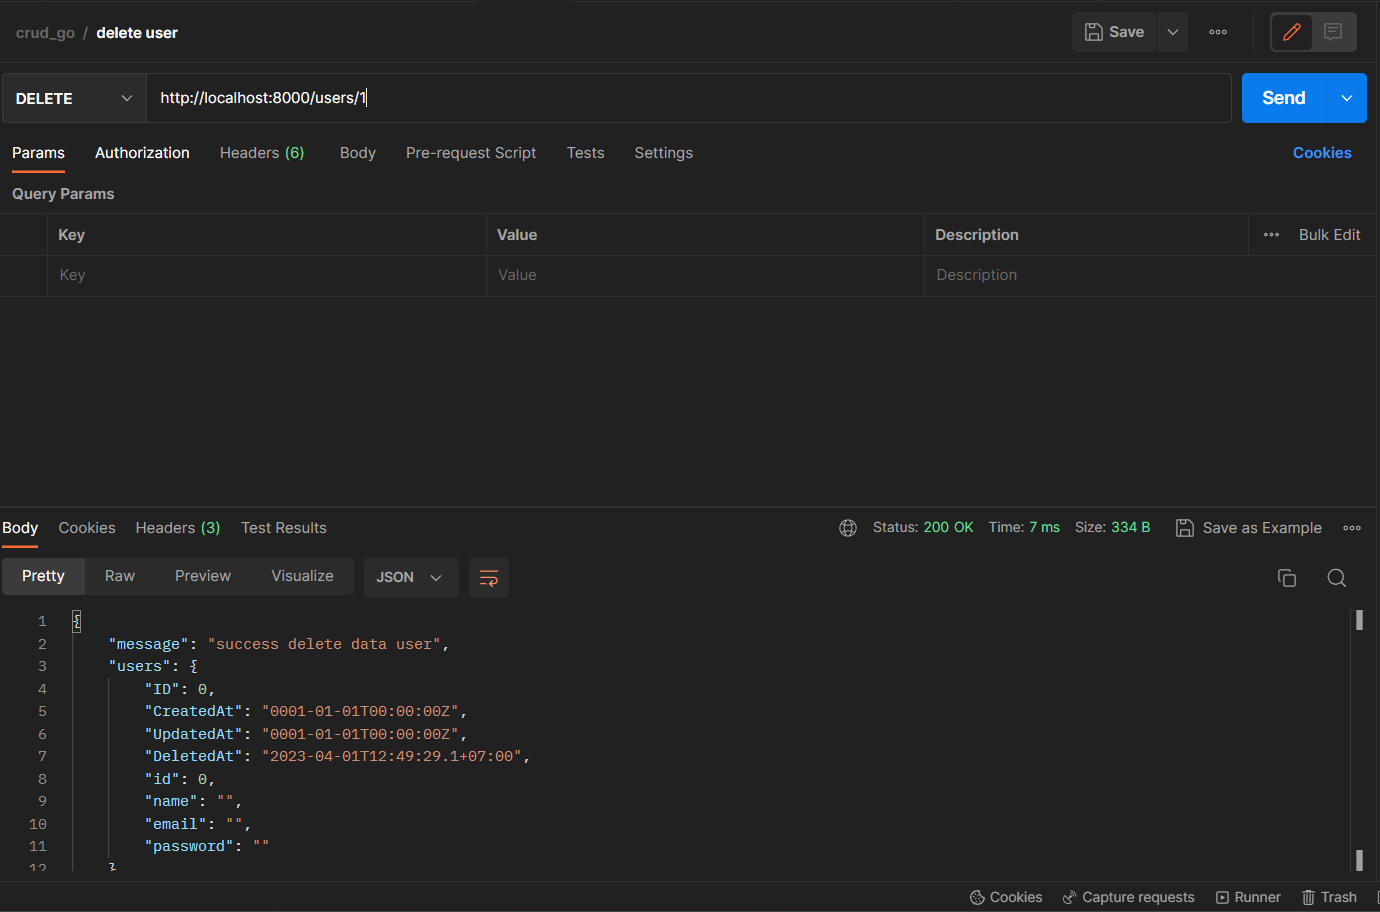 crud_go / delete user
Save
DELETE
http://localhost:8000/users/1
Send
Params Authorization Headers (6) Body Pre-request Script Tests Settings Cookies
Query Params
Key Value Description ••• Bulk Edit
Key Value Description
Body Cookies Headers (3) Test Results Status: 200 OK Time: 7 ms Size: 334 B Save as Example
Pretty Raw Preview Visualize JSON
1 {
2 "message": "success delete data user",
3 "users": {
4 "ID": 0,
5 "CreatedAt": "0001-01-01T00:00:00Z",
6 "UpdatedAt": "0001-01-01T00:00:00Z",
7 "DeletedAt": "2023-04-01T12:49:29.1+07:00",
8 "id": 0,
9 "name": "",
10 "email": "",
11 "password": ""
12 }
Cookies Capture requests Runner Trash